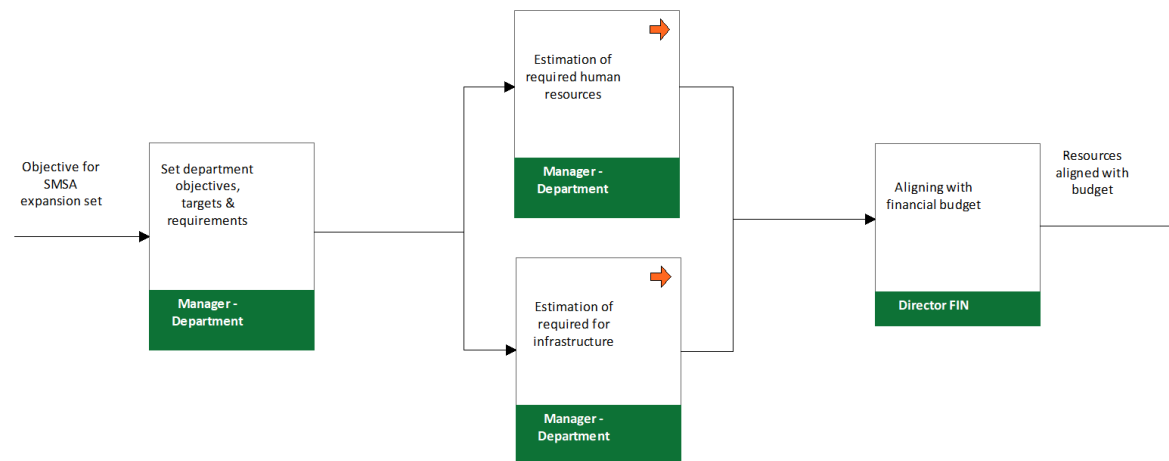 Objective for
SMSA
expansion set
Set department
objectives,
targets &
requirements
Manager -
Department
Estimation of
required human
resources
Manager -
Department
Estimation of
required for
infrastructure
Manager -
Department
Aligning with
financial budget
Director FIN
Resources
aligned with
budget